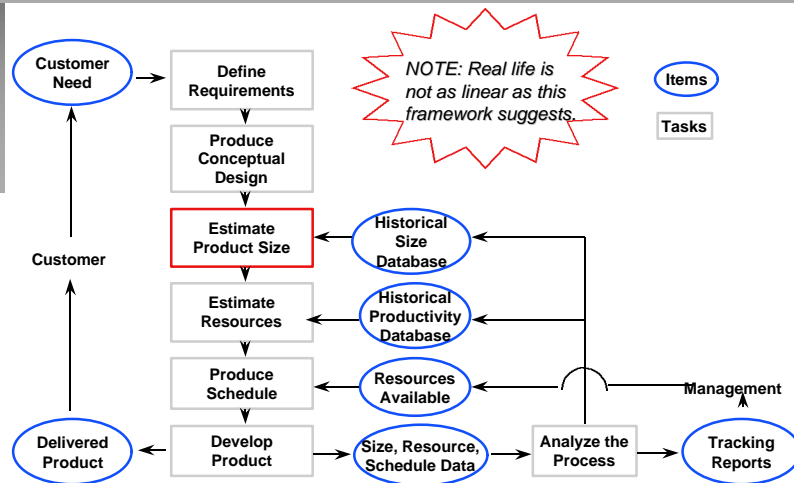 Customer
Need
Define
Requirements
NOTE: Real life is
not as linear as this
framework suggests.
Items
Tasks
Produce
Conceptual
Design
Estimate
Product Size
Historical
Size
Database
Customer
Estimate
Resources
Historical
Productivity
Database
Produce
Schedule
Resources
Available
Management
Delivered
Product
Develop
Product
Size, Resource,
Schedule Data
Analyze the
Process
Tracking
Reports